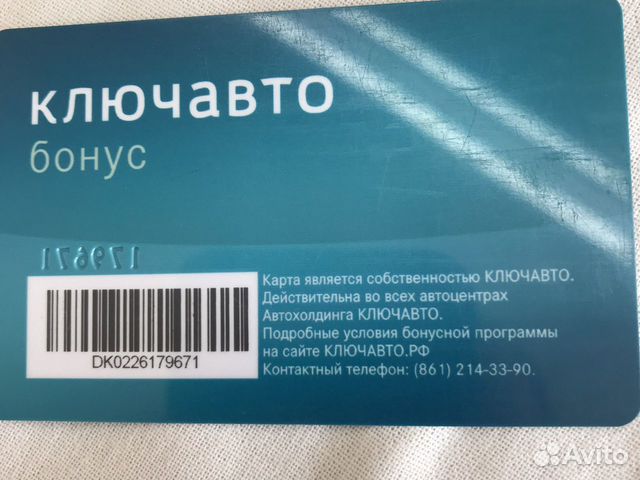 ключавто
бонус
179671
Карта является собственностью КЛЮЧАВТО.
Действительна во всех автоцентрах
Автохолдинга КЛЮЧАВТО.
Подробные условия бонусной программы
на сайте КЛЮЧАВТО.РФ
Контактный телефон: (861) 214-33-90.
DK0226179671
Avito